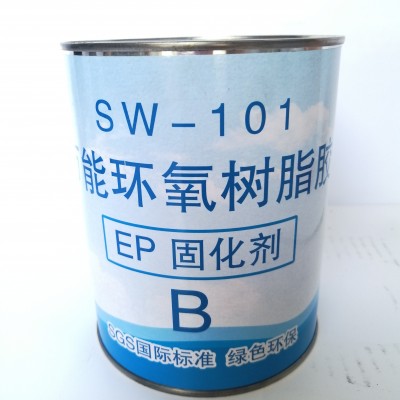 SW-101
能环氧树脂胶
EP 固化剂
B
SGS国际标准 绿色环保